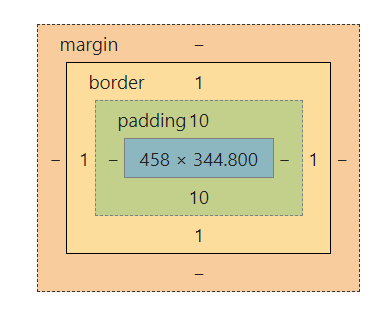 margin –
border 1
padding 10
– 1 – 458 × 344.800 – 1 –
10
1
–